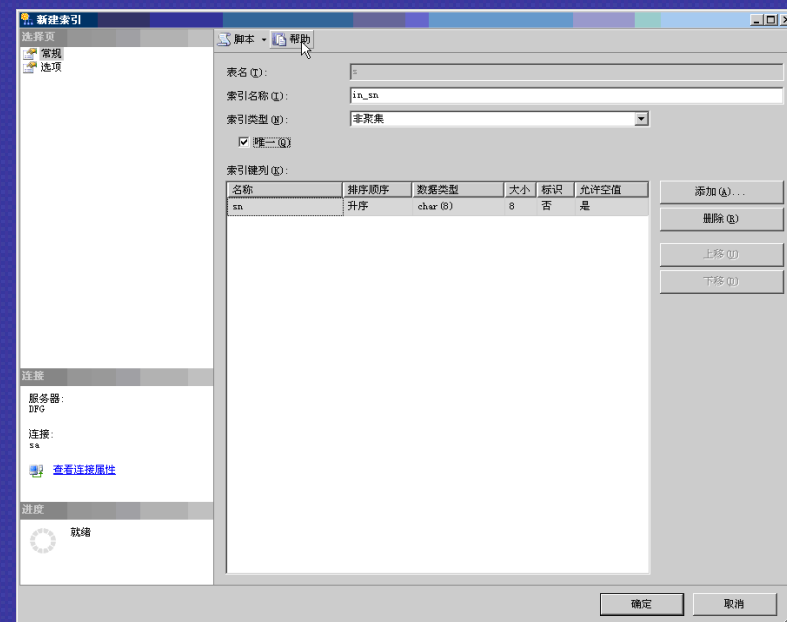 新建索引
选择页
常规
选项
脚本 帮助
表名(T):
s
索引名称(I):
in_sn
索引类型(N):
非聚集
唯一(Q)
索引键列(K):
名称 排序顺序 数据类型 大小 标识 允许空值
sn 升序 char(8) 8 否 是
添加(A)...
删除(R)
上移(U)
下移(D)
连接
服务器:
DFG
连接:
sa
查看连接属性
进度
就绪
确定 取消